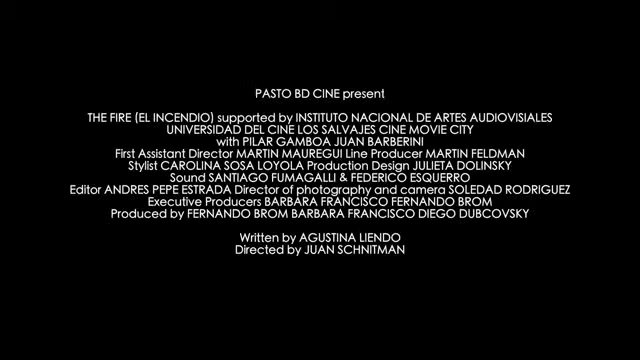 PASTO BD CINE present
THE FIRE (EL INCENDIO) supported by INSTITUTO NACIONAL DE ARTES AUDIOVISIALES
UNIVERSIDAD DEL CINE LOS SALVAJES CINE MOVIE CITY
with PILAR GAMBOA JUAN BARBERINI
First Assistant Director MARTIN MAUREGUI Line Producer MARTIN FELDMAN
Stylist CAROLINA SOSA LOYOLA Production Design JULIETA DOLINSKY
Sound SANTIAGO FUMAGALLI & FEDERICO ESQUERRO
Editor ANDRES PEPE ESTRADA Director of photography and camera SOLEDAD RODRIGUEZ
Executive Producers BARBARA FRANCISCO FERNANDO BROM
Produced by FERNANDO BROM BARBARA FRANCISCO DIEGO DUBCOVSKY
Written by AGUSTINA LIENDO
Directed by JUAN SCHNITMAN